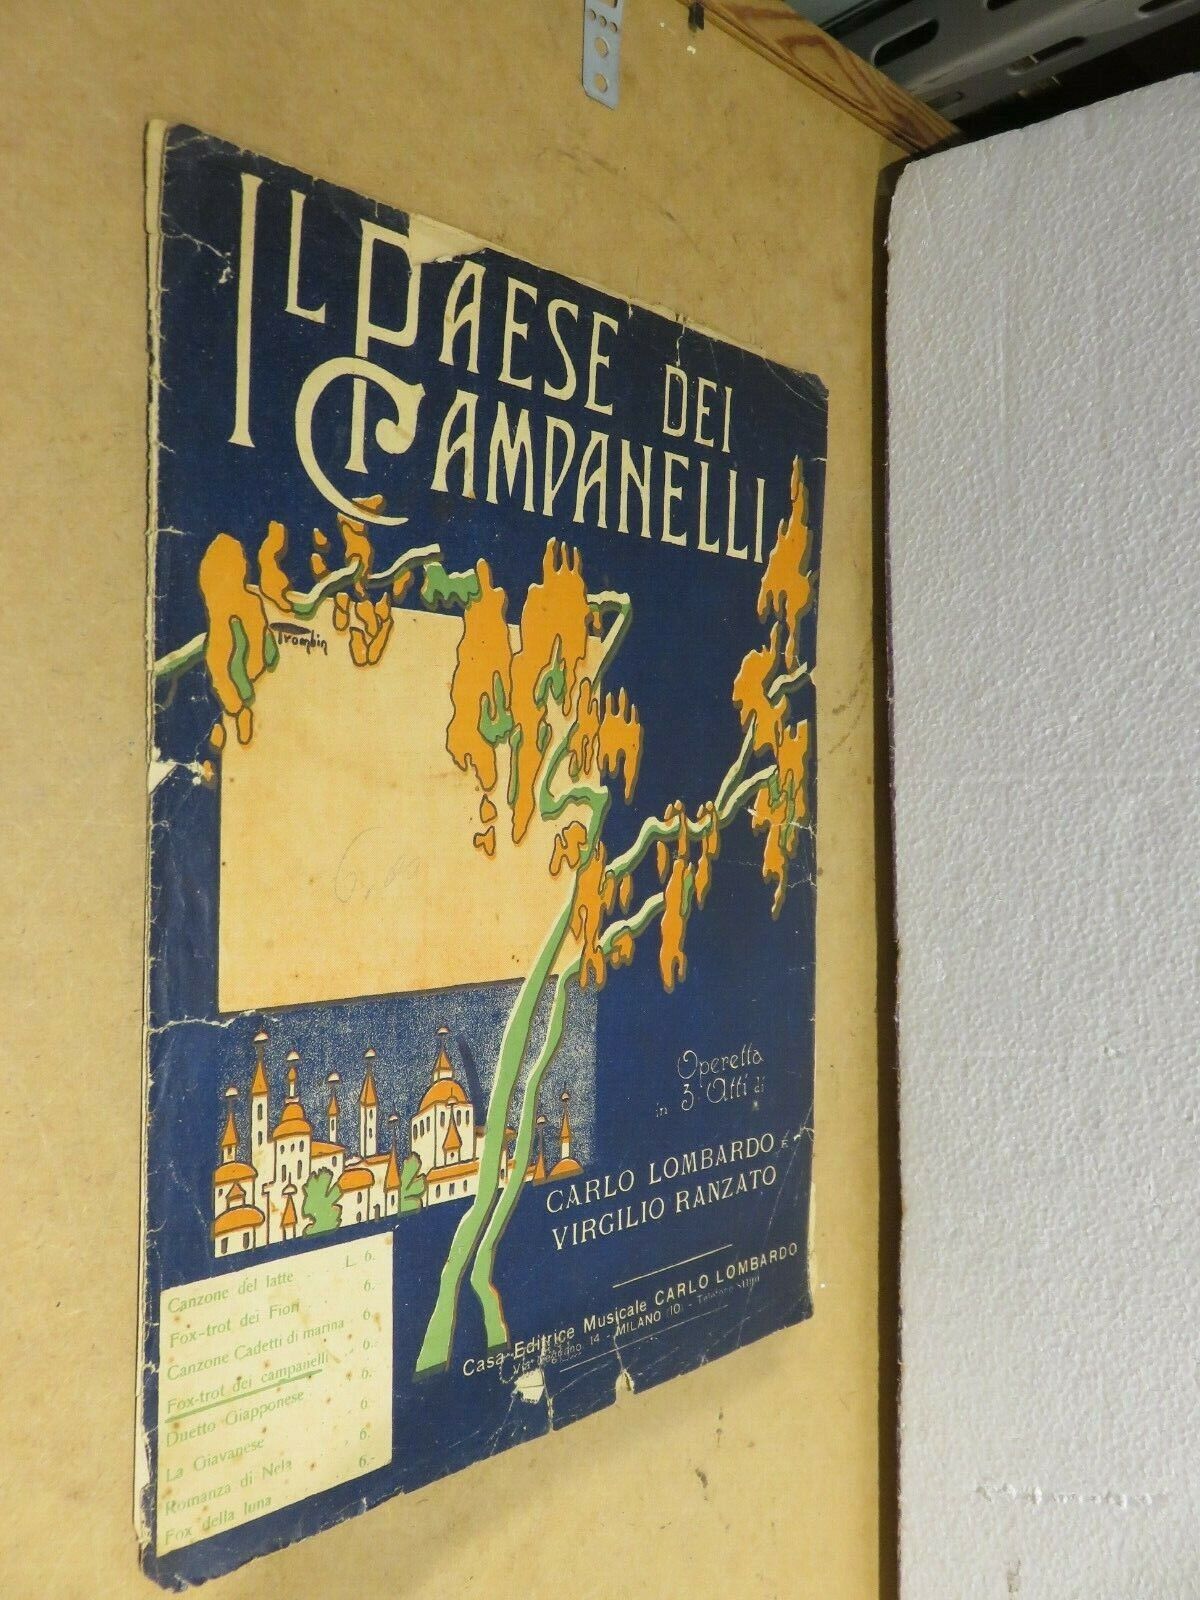 IL PAESE DEI
CAMPANELLI
Trombin
Operetta
in 3 Atti di
CARLO LOMBARDO E
VIRGILIO RANZATO
Casa Editrice Musicale CARLO LOMBARDO
14 - MILANO (10) -
Canzone del latte L. 6.
Fox-trot dei Fiori 6.
Canzone Cadetti di marina 6
Fox-trot dei campanelli 6.
Duetto Giapponese 6.
La Giavanese 6.
Romanza di Nela 6.
Fox della luna 6.-